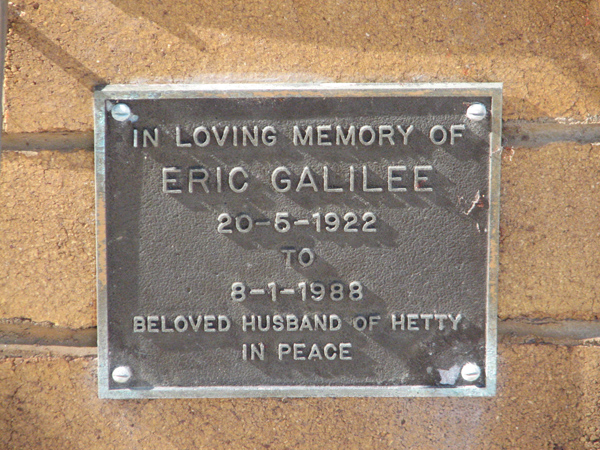 IN LOVING MEMORY OF
ERIC GALILEE
20-5-1922
TO
8-1-1988
BELOVED HUSBAND OF HETTY
IN PEACE